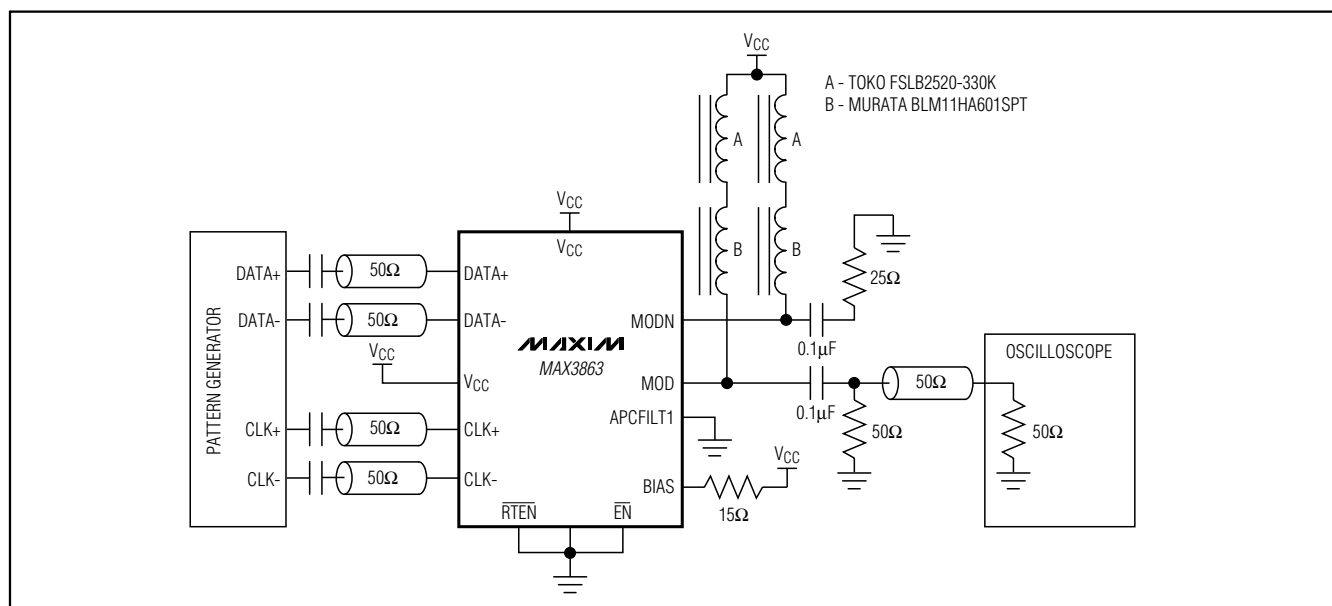 VCC
A - TOKO FSLB2520-330K
B - MURATA BLM11HA601SPT
A
A
B
B
VCC
VCC
PATTERN GENERATOR
DATA+
50Ω
DATA+
DATA-
50Ω
DATA-
VCC
VCC
CLK+
50Ω
CLK+
CLK-
50Ω
CLK-
MAXIM
MAX3863
RTEN
EN
MODN
MOD
APCFILT1
BIAS
25Ω
0.1µF
0.1µF
50Ω
50Ω
VCC
15Ω
OSCILLOSCOPE
50Ω